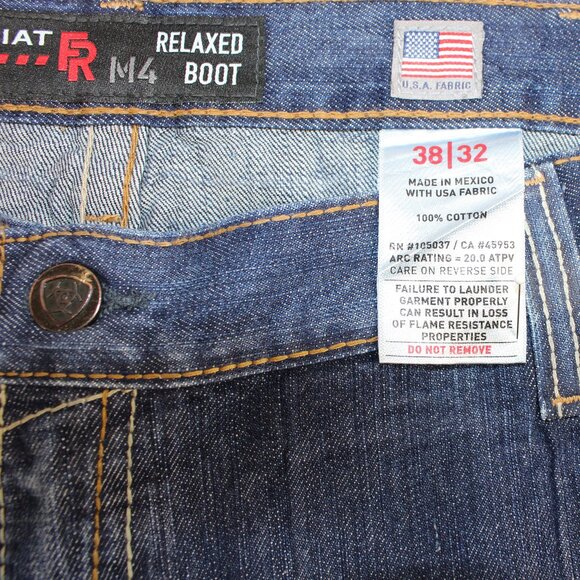 IAT FR M4 RELAXED
BOOT
U.S.A. FABRIC
38|32
MADE IN MEXICO
WITH USA FABRIC
100% COTTON
RN #105037 / CA #45953
ARC RATING = 20.0 ATPV
CARE ON REVERSE SIDE
FAILURE TO LAUNDER
GARMENT PROPERLY
CAN RESULT IN LOSS
OF FLAME RESISTANCE
PROPERTIES
DO NOT REMOVE